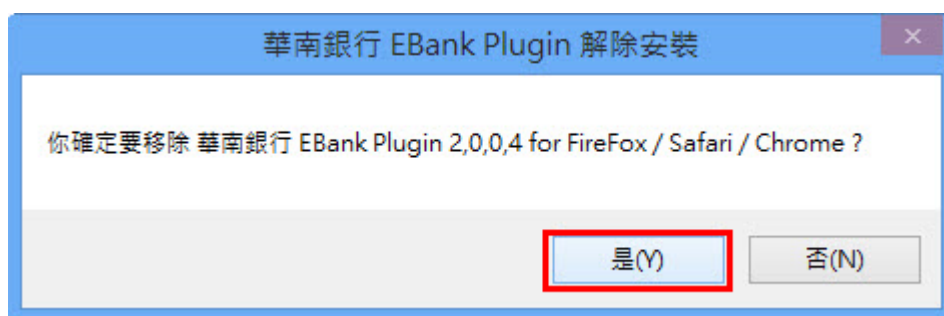 華南銀行 EBank Plugin 解除安裝
你確定要移除 華南銀行 EBank Plugin 2,0,0,4 for FireFox / Safari / Chrome ?
是(Y)
否(N)